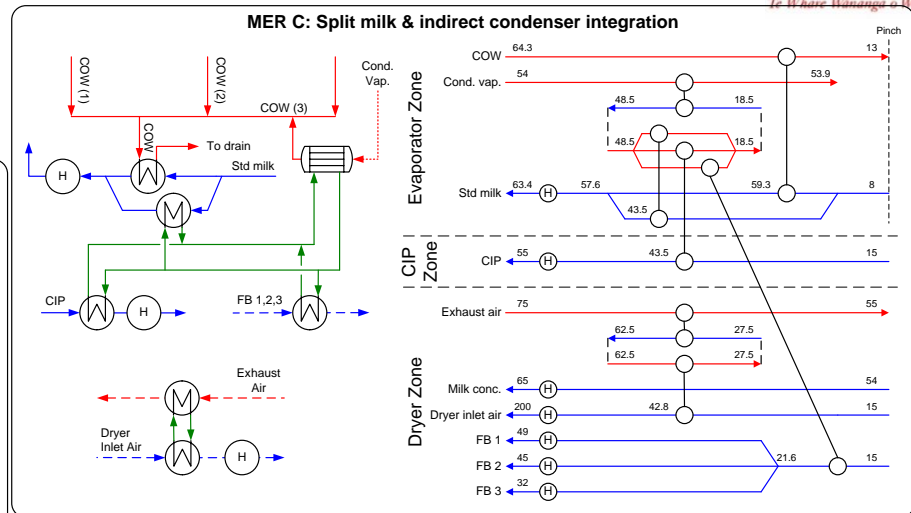 Te Whare Wānanga o W
MER C: Split milk & indirect condenser integration
COW (1)
COW (2)
COW (3)
Cond.
Vap.
COW
To drain
Std milk
H
CIP
H
FB 1,2,3
Exhaust
Air
Dryer
Inlet Air
H
Pinch
Evaporator Zone
COW 64.3 13
Cond. vap. 54 53.9
48.5 18.5
48.5 18.5
Std milk 63.4 H 57.6 59.3 8
43.5
CIP Zone
CIP 55 H 43.5 15
Dryer Zone
Exhaust air 75 55
62.5 27.5
62.5 27.5
Milk conc. 65 H 54
Dryer inlet air 200 H 42.8 15
FB 1 49 H
FB 2 45 H 21.6 15
FB 3 32 H